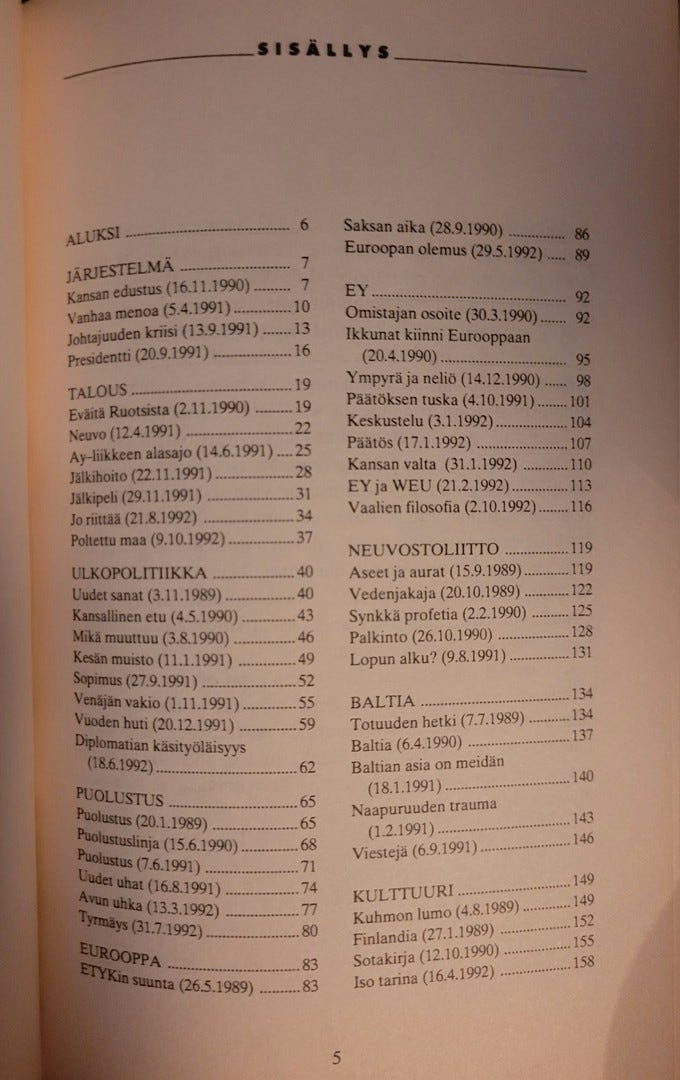 SISÄLLYS
ALUKSI ................ 6
JÄRJESTELMÄ ................ 7
Kansan edustus (16.11.1990) ......... 7
Vanhaa menoa (5.4.1991) ............ 10
Johtajuuden kriisi (13.9.1991) ...... 13
Presidentti (20.9.1991) ................ 16
TALOUS ................ 19
Eväitä Ruotsista (2.11.1990) ......... 19
Neuvo (12.4.1991) ................ 22
Ay–liikkeen alasajo (14.6.1991) .... 25
Jälkihoito (22.11.1991) ................ 28
Jälkipeli (29.11.1991) ................ 31
Jo riittää (21.8.1992) ................ 34
Poltettu maa (9.10.1992) ............ 37
ULKOPOLITIIKKA ................ 40
Uudet sanat (3.11.1989) ................ 40
Kansallinen etu (4.5.1990) ............ 43
Mikä muuttuu (3.8.1990) ............ 46
Kesän muisto (11.1.1991) ............ 49
Sopimus (27.9.1991) ................ 52
Venäjän vakio (1.11.1991) ............ 55
Vuoden huti (20.12.1991) ............ 59
Diplomatian käsityöläisyys
(18.6.1992) ................ 62
PUOLUSTUS ................ 65
Puolustus (20.1.1989) ................ 65
Puolustuslinja (15.6.1990) ............ 68
Puolustus (7.6.1991) ................ 71
Uudet uhat (16.8.1991) ................ 74
Avun uhka (13.3.1992) ................ 77
Tyrmäys (31.7.1992) ................ 80
EUROOPPA ................ 83
ETYKin suunta (26.5.1989) ......... 83
Saksan aika (28.9.1990) ............ 86
Euroopan olemus (29.5.1992) ..... 89
EY ................ 92
Omistajan osoite (30.3.1990) ....... 92
Ikkunat kiinni Eurooppaan
(20.4.1990) ................ 95
Ympyrä ja neliö (14.12.1990) ..... 98
Päätöksen tuska (4.10.1991) ........ 101
Keskustelu (3.1.1992) ................ 104
Päätös (17.1.1992) ................ 107
Kansan valta (31.1.1992) ............ 110
EY ja WEU (21.2.1992) ............ 113
Vaalien filosofia (2.10.1992) ....... 116
NEUVOSTOLIITTO ................ 119
Aseet ja aurat (15.9.1989) ............ 119
Vedenjakaja (20.10.1989) ............ 122
Synkkä profetia (2.2.1990) ......... 125
Palkinto (26.10.1990) ................ 128
Lopun alku? (9.8.1991) ............ 131
BALTIA ................ 134
Totuuden hetki (7.7.1989) ......... 134
Baltia (6.4.1990) ................ 137
Baltian asia on meidän
(18.1.1991) ................ 140
Naapuruuden trauma
(1.2.1991) ................ 143
Viestejä (6.9.1991) ................ 146
KULTTUURI ................ 149
Kuhmon lumo (4.8.1989) ............ 149
Finlandia (27.1.1989) ................ 152
Sotakirja (12.10.1990) ................ 155
Iso tarina (16.4.1992) ................ 158
5